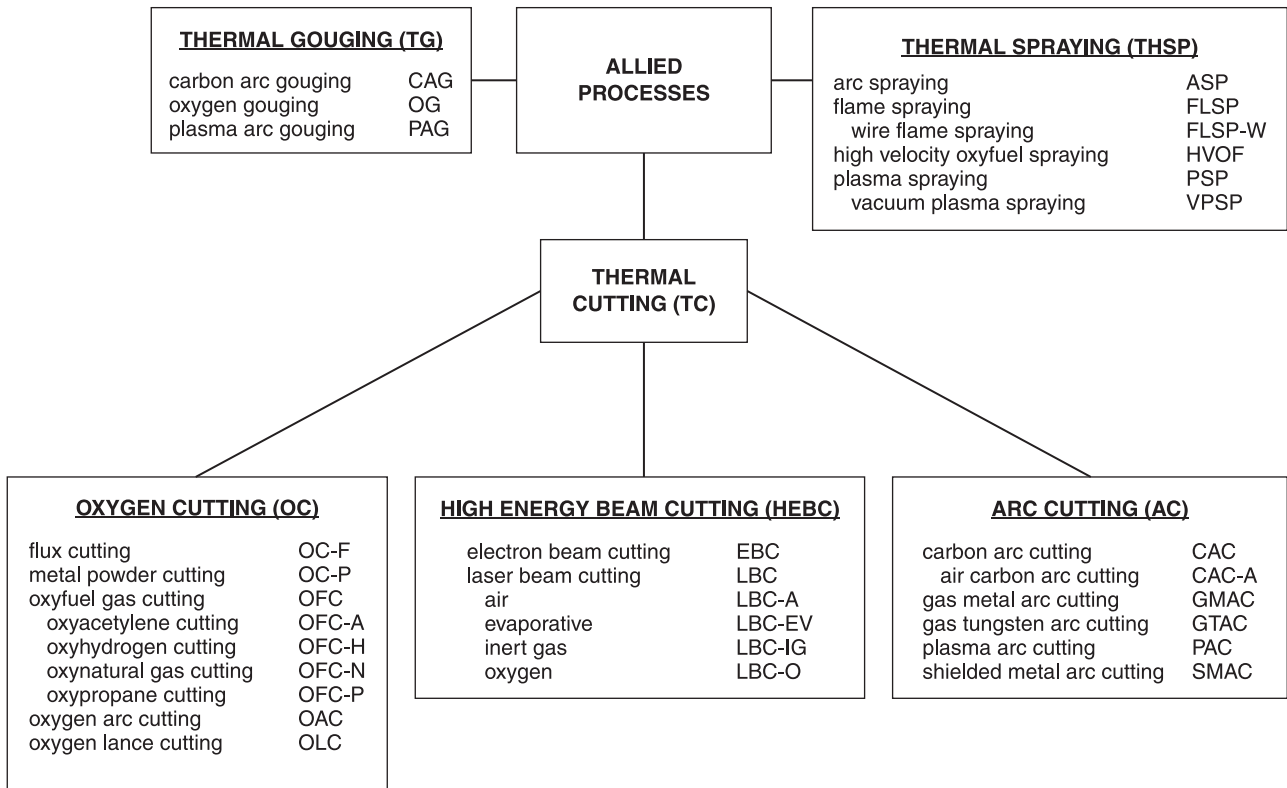 THERMAL GOUGING (TG)
carbon arc gouging CAG
oxygen gouging OG
plasma arc gouging PAG
ALLIED
PROCESSES
THERMAL SPRAYING (THSP)
arc spraying ASP
flame spraying FLSP
wire flame spraying FLSP-W
high velocity oxyfuel spraying HVOF
plasma spraying PSP
vacuum plasma spraying VPSP
THERMAL
CUTTING (TC)
OXYGEN CUTTING (OC)
flux cutting OC-F
metal powder cutting OC-P
oxyfuel gas cutting OFC
oxyacetylene cutting OFC-A
oxyhydrogen cutting OFC-H
oxynatural gas cutting OFC-N
oxypropane cutting OFC-P
oxygen arc cutting OAC
oxygen lance cutting OLC
HIGH ENERGY BEAM CUTTING (HEBC)
electron beam cutting EBC
laser beam cutting LBC
air LBC-A
evaporative LBC-EV
inert gas LBC-IG
oxygen LBC-O
ARC CUTTING (AC)
carbon arc cutting CAC
air carbon arc cutting CAC-A
gas metal arc cutting GMAC
gas tungsten arc cutting GTAC
plasma arc cutting PAC
shielded metal arc cutting SMAC